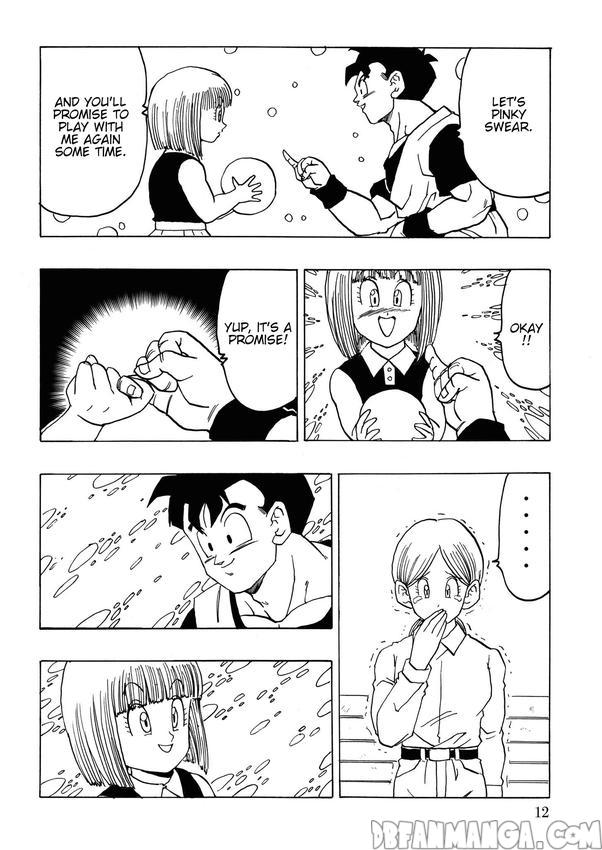 LET'S
PINKY
SWEAR.
AND YOU'LL
PROMISE TO
PLAY WITH
ME AGAIN
SOME TIME.
OKAY
!!
YUP, IT'S A
PROMISE!
.....
12
DBFANMANGA.COM